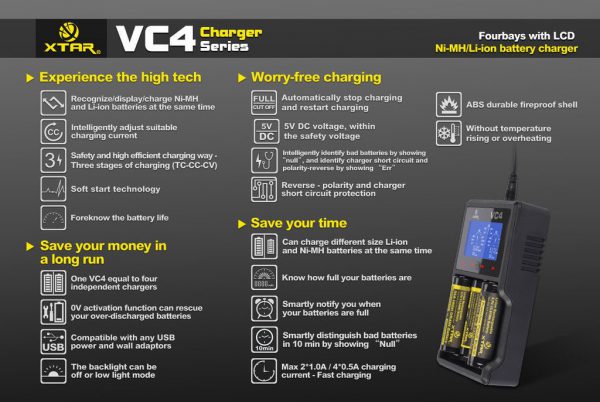 XTAR®
VC4 Charger
Series
Fourbays with LCD
Ni-MH/Li-ion battery charger
Experience the high tech
Recognize/display/charge Ni-MH
and Li-ion batteries at the same time
CC
Intelligently adjust suitable
charging current
3
Safety and high efficient charging way -
Three stages of charging (TC-CC-CV)
Soft start technology
Foreknow the battery life
Save your money in
a long run
One VC4 equal to four
independent chargers
0V activation function can rescue
your over-discharged batteries
USB
Compatible with any USB
power and wall adaptors
The backlight can be
off or low light mode
Worry-free charging
FULL
CUT OFF
Automatically stop charging
and restart charging
5V
DC
5V DC voltage, within
the safety voltage
Intelligently identify bad batteries by showing
"null", and identify charger short circuit and
polarity-reverse by showing "Err"
Reverse - polarity and charger
short circuit protection
ABS durable fireproof shell
Without temperature
rising or overheating
Save your time
Can charge different size Li-ion
and Ni-MH batteries at the same time
Know how full your batteries are
Smartly notify you when
your batteries are full
10min
Smartly distinguish bad batteries
in 10 min by showing "Null"
Max 2*1.0A / 4*0.5A charging
current - Fast charging
VC4